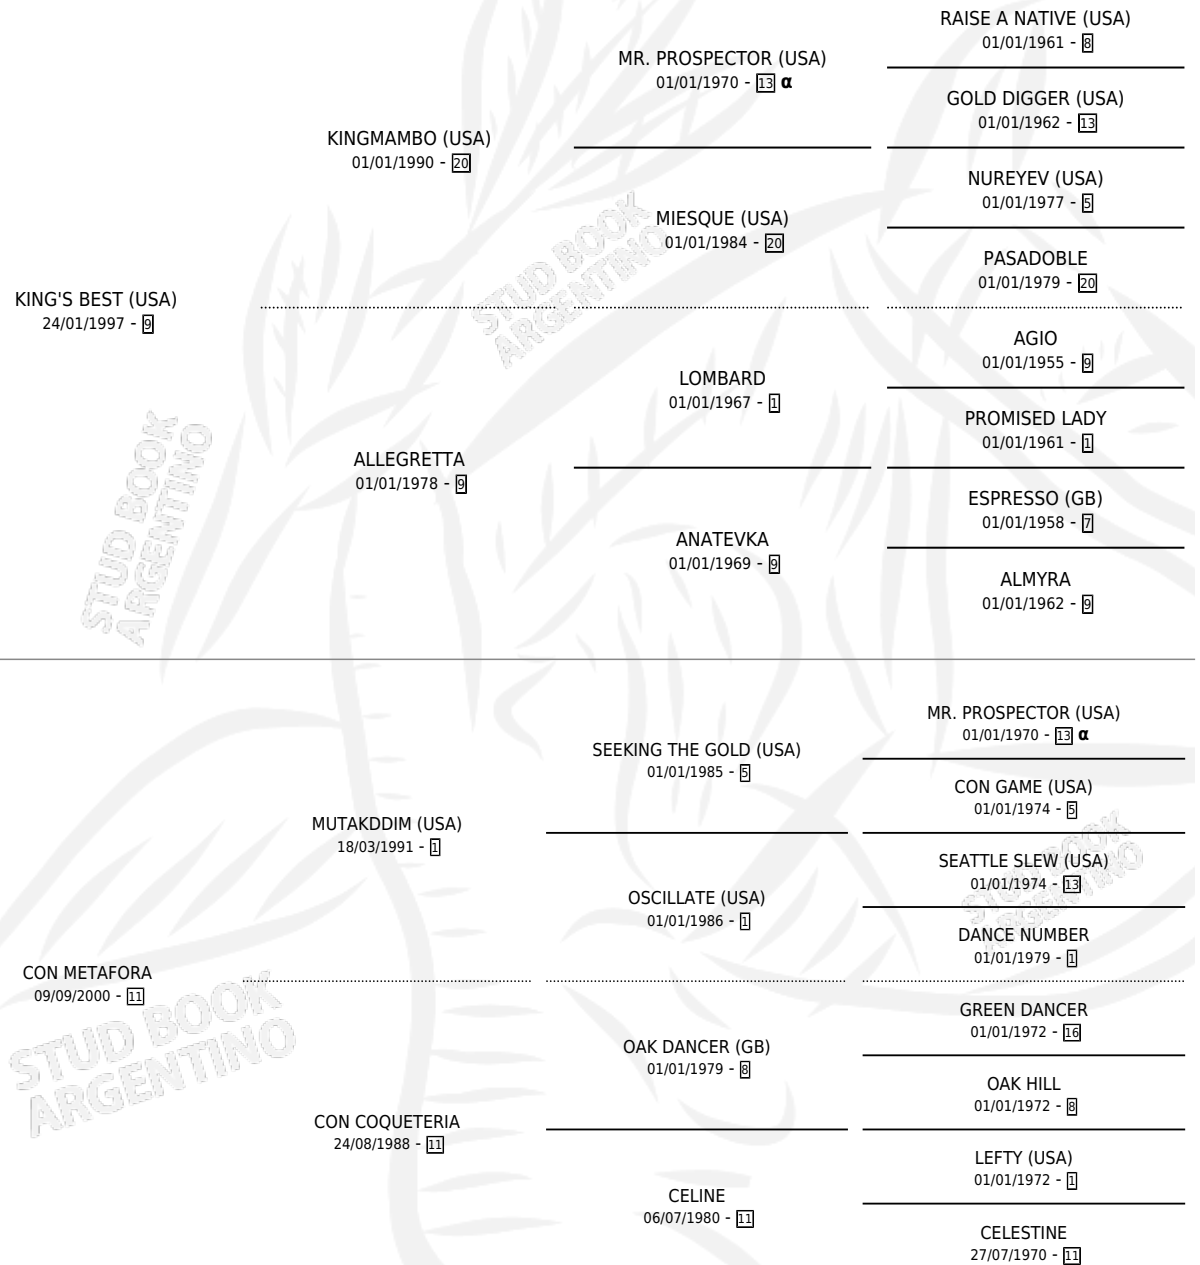 RAISE A NATIVE (USA)
01/01/1961 - 8
MR. PROSPECTOR (USA)
01/01/1970 - 13 α
GOLD DIGGER (USA)
01/01/1962 - 13
KINGMAMBO (USA)
01/01/1990 - 20
NUREYEV (USA)
01/01/1977 - 5
MIESQUE (USA)
01/01/1984 - 20
PASADOBLE
01/01/1979 - 20
KING'S BEST (USA)
24/01/1997 - 9
AGIO
01/01/1955 - 9
LOMBARD
01/01/1967 - 1
PROMISED LADY
01/01/1961 - 1
ALLEGRETTA
01/01/1978 - 9
ESPRESSO (GB)
01/01/1958 - 7
ANATEVKA
01/01/1969 - 9
ALMYRA
01/01/1962 - 9
MR. PROSPECTOR (USA)
01/01/1970 - 13 α
SEEKING THE GOLD (USA)
01/01/1985 - 5
CON GAME (USA)
01/01/1974 - 5
MUTAKDDIM (USA)
18/03/1991 - 1
SEATTLE SLEW (USA)
01/01/1974 - 13
OSCILLATE (USA)
01/01/1986 - 1
DANCE NUMBER
01/01/1979 - 1
CON METAFORA
09/09/2000 - 11
GREEN DANCER
01/01/1972 - 16
OAK DANCER (GB)
01/01/1979 - 8
OAK HILL
01/01/1972 - 8
CON COQUETERIA
24/08/1988 - 11
LEFTY (USA)
01/01/1972 - 1
CELINE
06/07/1980 - 11
CELESTINE
27/07/1970 - 11
STUD BOOK
ARGENTINO
STUD BOOK
ARGENTINO
STUD BOOK
ARGENTINO
STUD BOOK
ARGENTINO